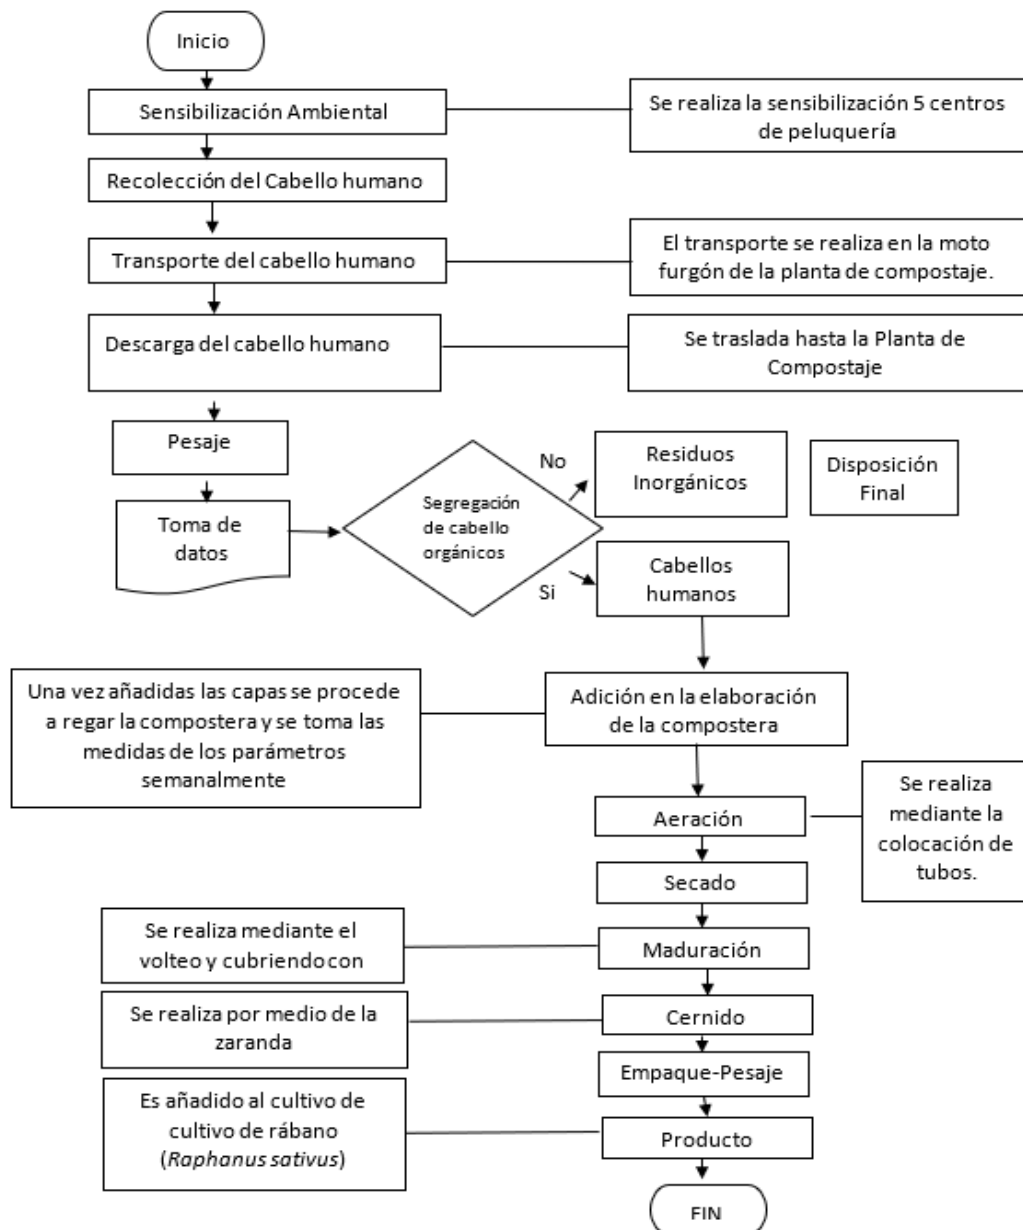 Inicio
Sensibilización Ambiental
Se realiza la sensibilización 5 centros
de peluquería
Recolección del Cabello humano
Transporte del cabello humano
El transporte se realiza en la moto
furgón de la planta de compostaje.
Descarga del cabello humano
Se traslada hasta la Planta de
Compostaje
Pesaje
Toma de
datos
Segregación
de cabello
orgánicos
No
Residuos
Inorgánicos
Disposición
Final
Si
Cabellos
humanos
Una vez añadidas las capas se procede
a regar la compostera y se toma las
medidas de los parámetros
semanalmente
Adición en la elaboración
de la compostera
Aeración
Se realiza
mediante la
colocación de
tubos.
Secado
Se realiza mediante el
volteo y cubriendo con
Maduración
Se realiza por medio de la
zaranda
Cernido
Empaque-Pesaje
Es añadido al cultivo de
cultivo de rábano
(Raphanus sativus)
Producto
FIN